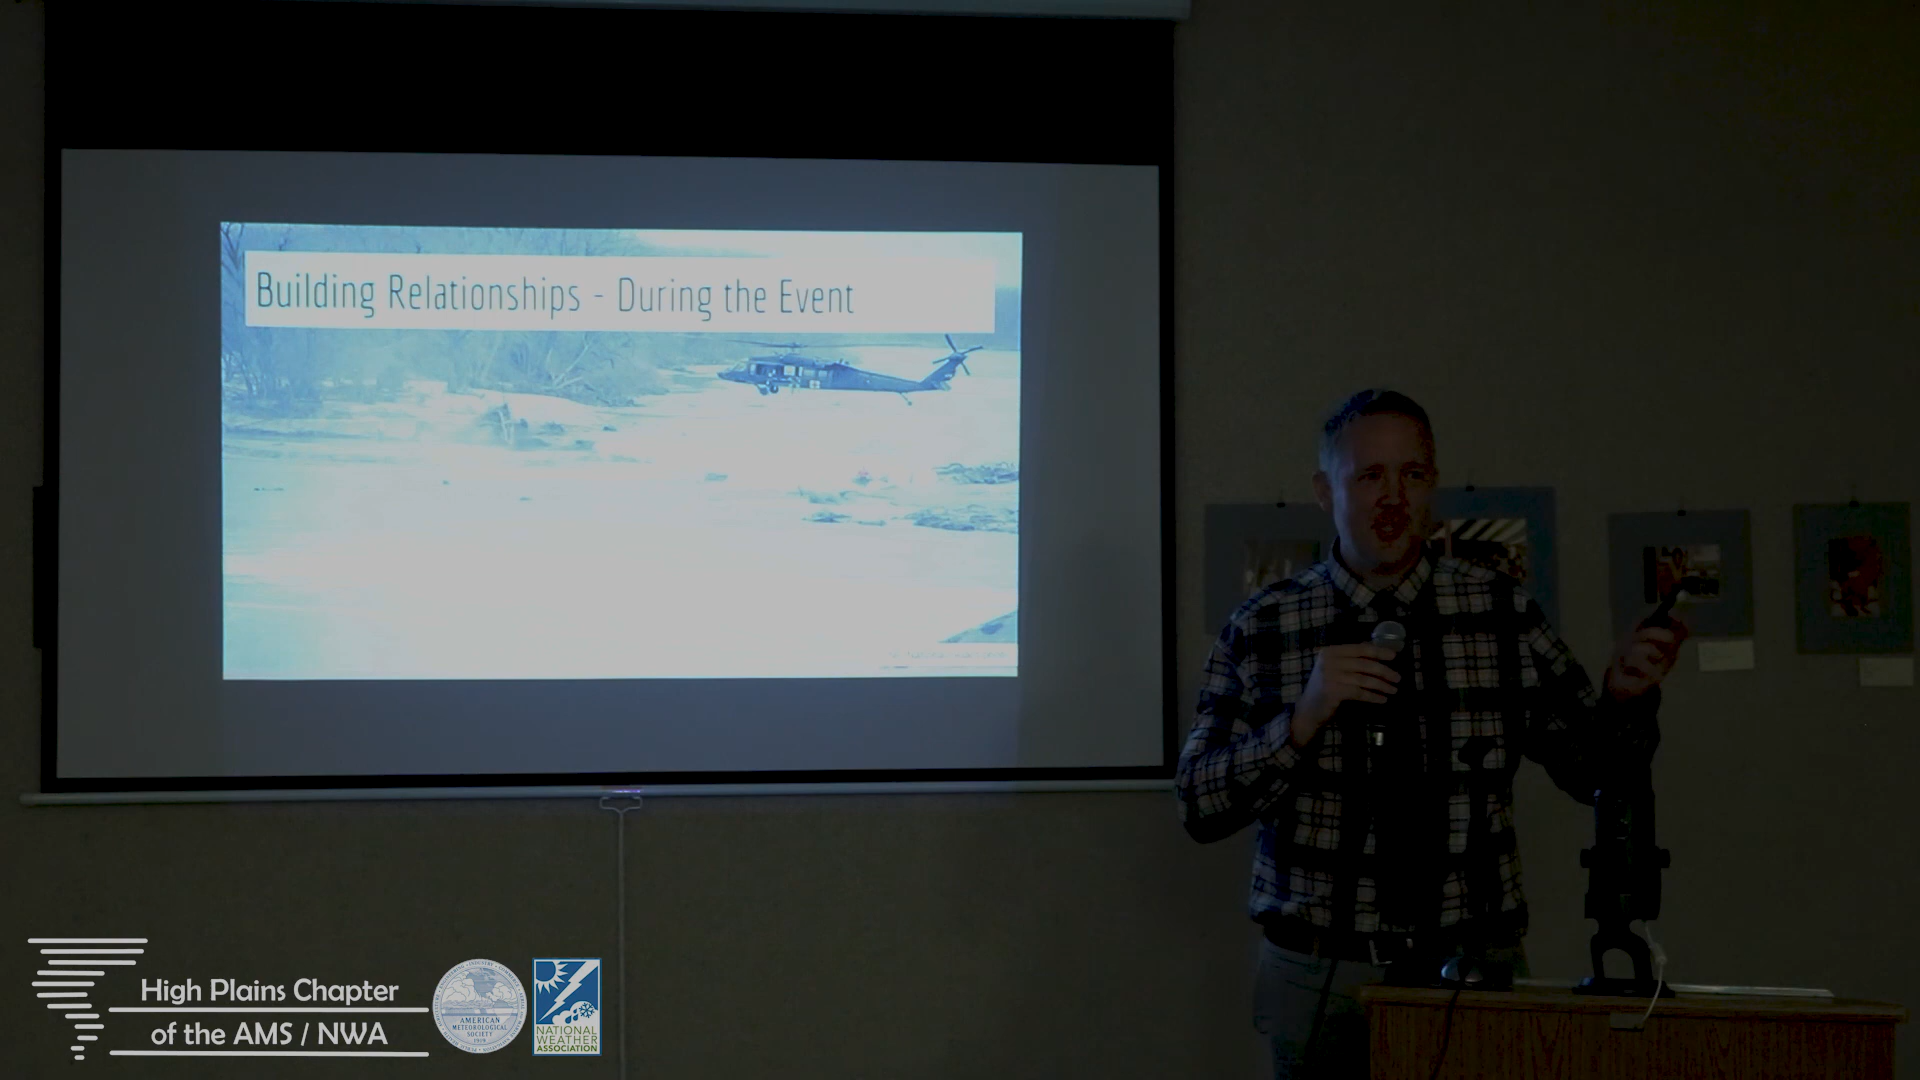 Building Relationships - During the Event
High Plains Chapter
of the AMS / NWA
AMERICAN
METEOROLOGICAL
SOCIETY
NATIONAL
WEATHER
ASSOCIATION